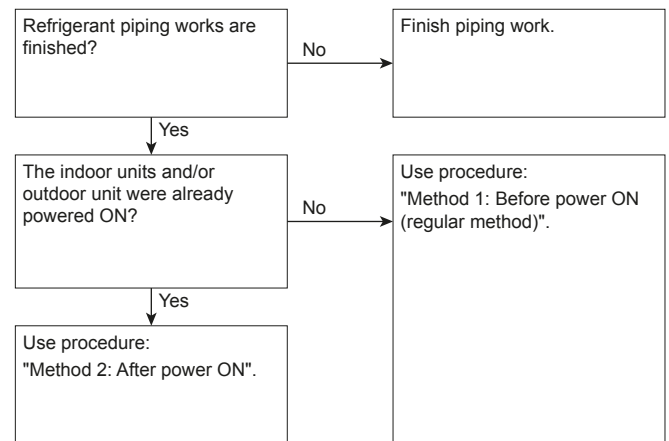 Refrigerant piping works are
finished?
No
Finish piping work.
Yes
The indoor units and/or
outdoor unit were already
powered ON?
No
Use procedure:
"Method 1: Before power ON
(regular method)".
Yes
Use procedure:
"Method 2: After power ON".